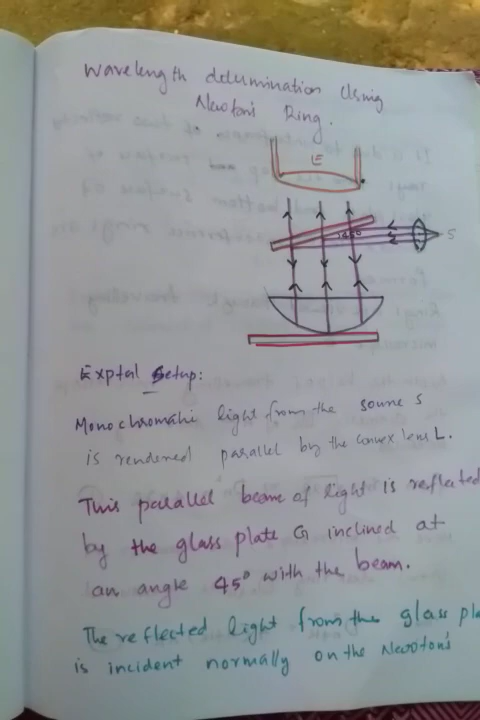 Wavelength determination Using
Newton's Ring.
E
45°
S
Exptal Setup:
Monochromatic light from the source S
is rendered parallel by the convex lens L.
This parallel beam of light is reflected
by the glass plate G inclined at
an angle 45° with the beam.
The reflected light from the glass pla
is incident normally on the Newton's